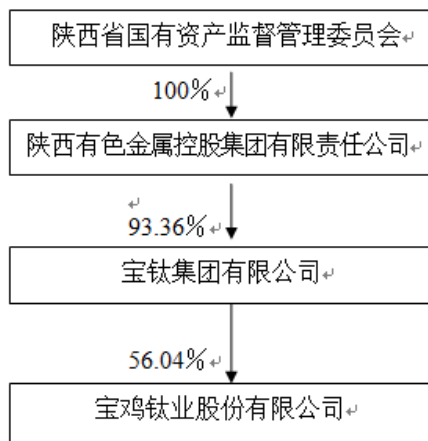 陕西省国有资产监督管理委员会
100%
陕西有色金属控股集团有限责任公司
93.36%
宝钛集团有限公司
56.04%
宝鸡钛业股份有限公司